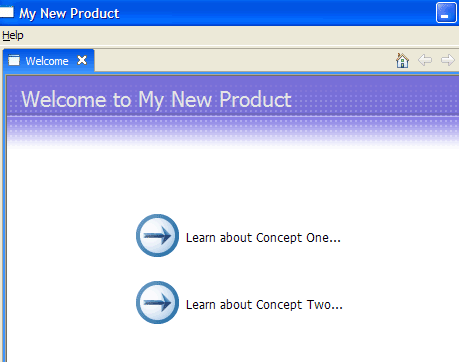 My New Product
Help
Welcome
Welcome to My New Product
Learn about Concept One...
Learn about Concept Two...